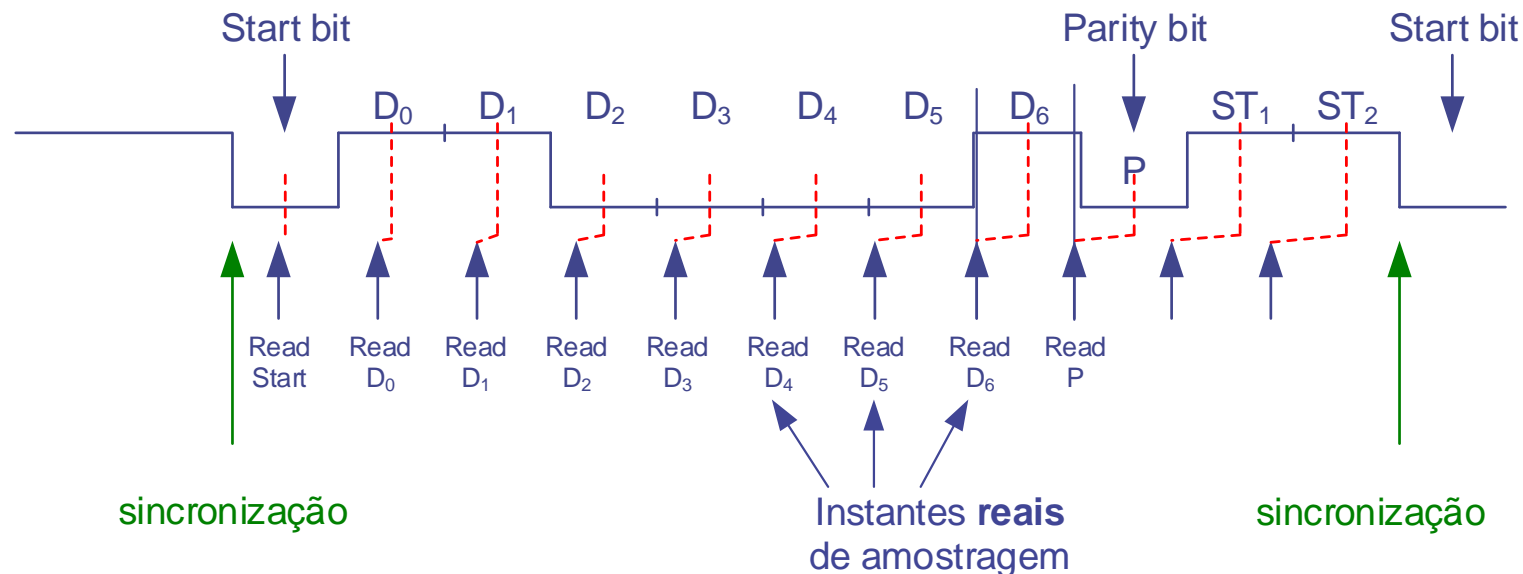 Start bit Parity bit Start bit
D₀ D₁ D₂ D₃ D₄ D₅ D₆ ST₁ ST₂
P
Read Read Read Read Read Read Read Read Read
Start D₀ D₁ D₂ D₃ D₄ D₅ D₆ P
sincronização Instantes reais sincronização
de amostragem